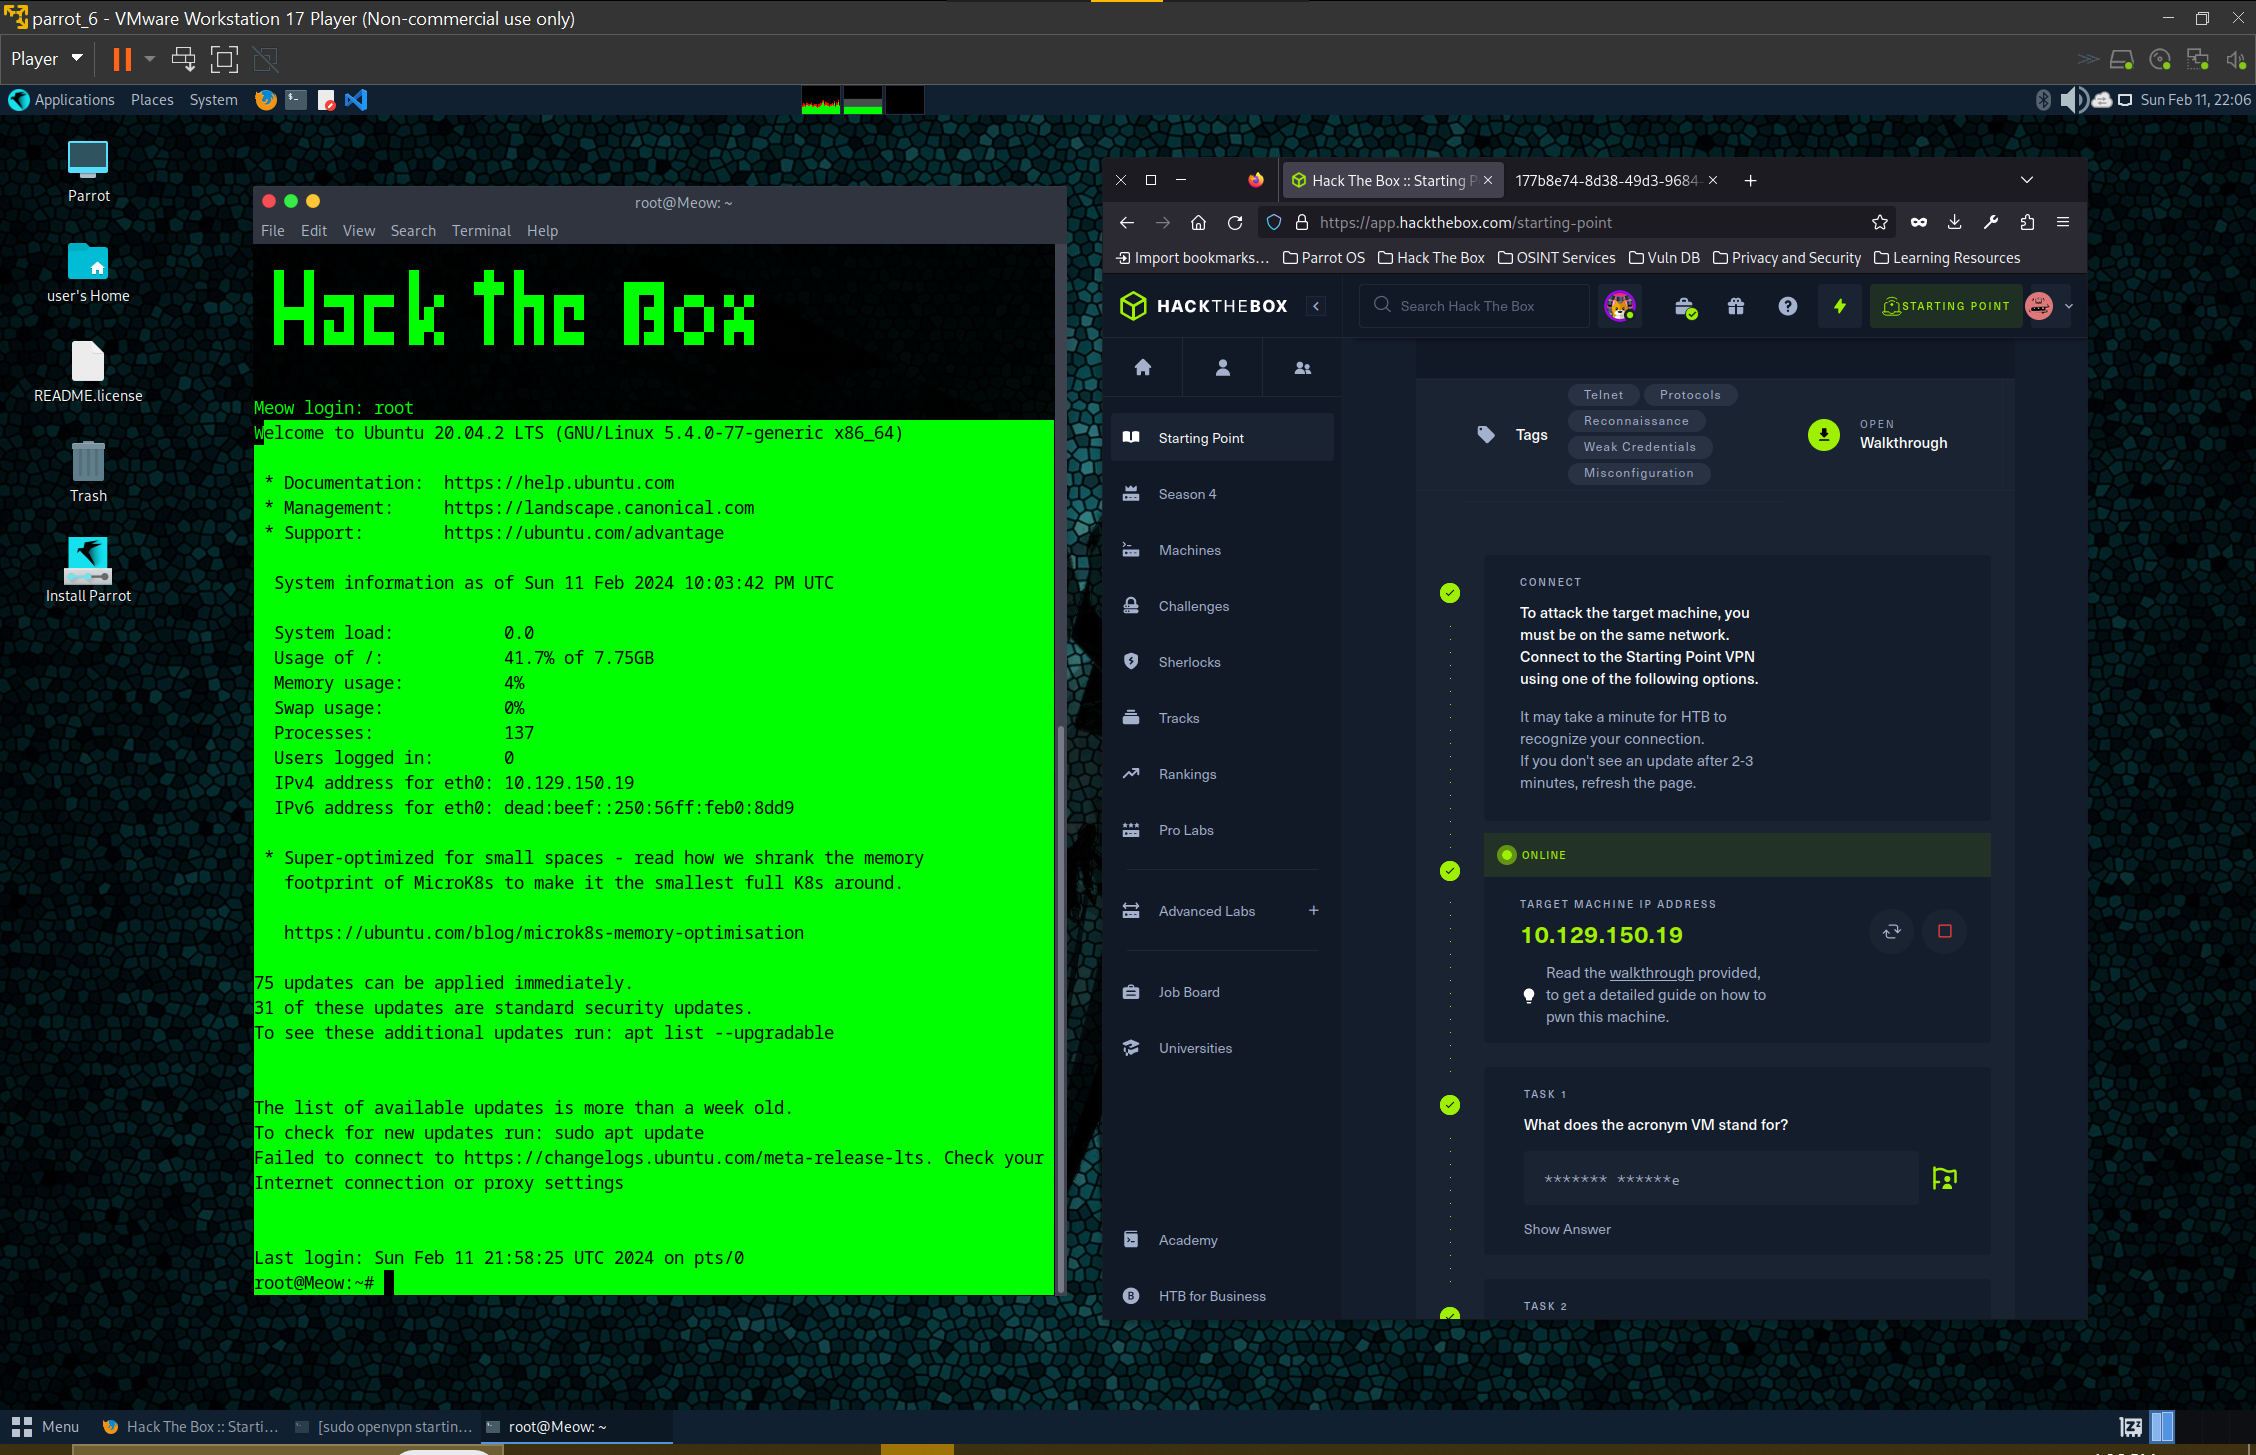 parrot_6 - VMware Workstation 17 Player (Non-commercial use only)
Player
Applications Places System
Sun Feb 11, 22:06
Parrot
user's Home
README.license
Trash
Install Parrot
root@Meow: ~
File Edit View Search Terminal Help
Hack the Box
Meow login: root
Welcome to Ubuntu 20.04.2 LTS (GNU/Linux 5.4.0-77-generic x86_64)
* Documentation: https://help.ubuntu.com
* Management: https://landscape.canonical.com
* Support: https://ubuntu.com/advantage
System information as of Sun 11 Feb 2024 10:03:42 PM UTC
System load: 0.0
Usage of /: 41.7% of 7.75GB
Memory usage: 4%
Swap usage: 0%
Processes: 137
Users logged in: 0
IPv4 address for eth0: 10.129.150.19
IPv6 address for eth0: dead:beef::250:56ff:feb0:8dd9
* Super-optimized for small spaces - read how we shrank the memory
footprint of MicroK8s to make it the smallest full K8s around.
https://ubuntu.com/blog/microk8s-memory-optimisation
75 updates can be applied immediately.
31 of these updates are standard security updates.
To see these additional updates run: apt list --upgradable
The list of available updates is more than a week old.
To check for new updates run: sudo apt update
Failed to connect to https://changelogs.ubuntu.com/meta-release-lts. Check your
Internet connection or proxy settings
Last login: Sun Feb 11 21:58:25 UTC 2024 on pts/0
root@Meow:~#
Hack The Box :: Starting P
177b8e74-8d38-49d3-9684-
https://app.hackthebox.com/starting-point
Import bookmarks... Parrot OS Hack The Box OSINT Services Vuln DB Privacy and Security Learning Resources
HACKTHEBOX
Search Hack The Box
STARTING POINT
Starting Point
Season 4
Machines
Challenges
Sherlocks
Tracks
Rankings
Pro Labs
Advanced Labs +
Job Board
Universities
Academy
HTB for Business
Tags
Telnet Protocols
Reconnaissance
Weak Credentials
Misconfiguration
OPEN
Walkthrough
CONNECT
To attack the target machine, you
must be on the same network.
Connect to the Starting Point VPN
using one of the following options.
It may take a minute for HTB to
recognize your connection.
If you don't see an update after 2-3
minutes, refresh the page.
ONLINE
TARGET MACHINE IP ADDRESS
10.129.150.19
Read the walkthrough provided,
to get a detailed guide on how to
pwn this machine.
TASK 1
What does the acronym VM stand for?
******* ******e
Show Answer
TASK 2
Menu
Hack The Box :: Starti...
[sudo openvpn startin...
root@Meow: ~